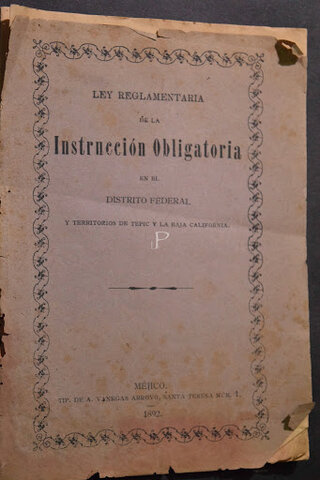 LEY REGLAMENTARIA
DE LA
Instrucción Obligatoria
EN EL
DISTRITO FEDERAL
Y TERRITORIOS DE TEPIC Y LA BAJA CALIFORNIA.
P
MÉJICO.
TIP. DE A. VANEGAS ARROYO, SANTA TERESA NÚM. 1.
1892.